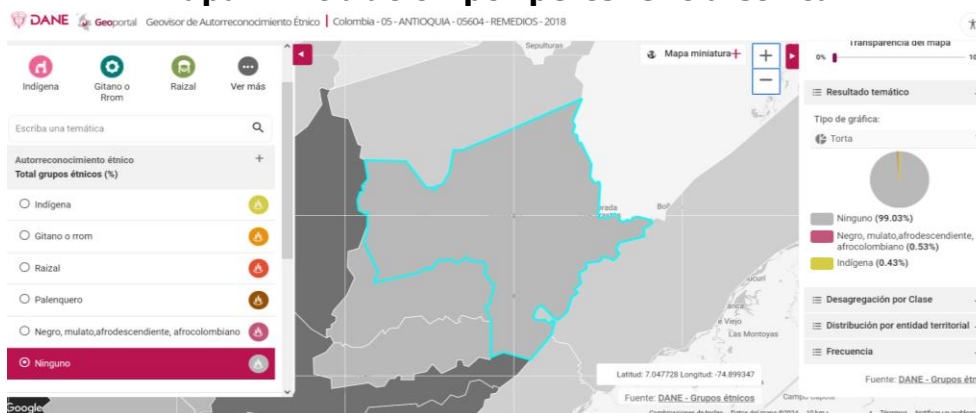 DANE Geoportal Geovisor de Autorreconocimiento Étnico | Colombia - 05 - ANTIOQUIA - 05604 - REMEDIOS - 2018
Indígena
Gitano o Rrom
Raizal
Ver más
Escriba una temática
Autorreconocimiento étnico +
Total grupos étnicos (%)
Indígena
Gitano o rrom
Raizal
Palenquero
Negro, mulato,afrodescendiente, afrocolombiano
Ninguno
Google
Sepulturas
Mapa miniatura +
+
−
e Viejo
Las Montoyas
Latitud: 7.047728 Longitud: -74.899347
Fuente: DANE - Grupos étnicos
Transparencia del mapa
0%
Resultado temático
Tipo de gráfica:
Torta
Ninguno (99.03%)
Negro, mulato,afrodescendiente,
afrocolombiano (0.53%)
Indígena (0.43%)
Desagregación por Clase
Distribución por entidad territorial
Frecuencia
Fuente: DANE - Grupos étn